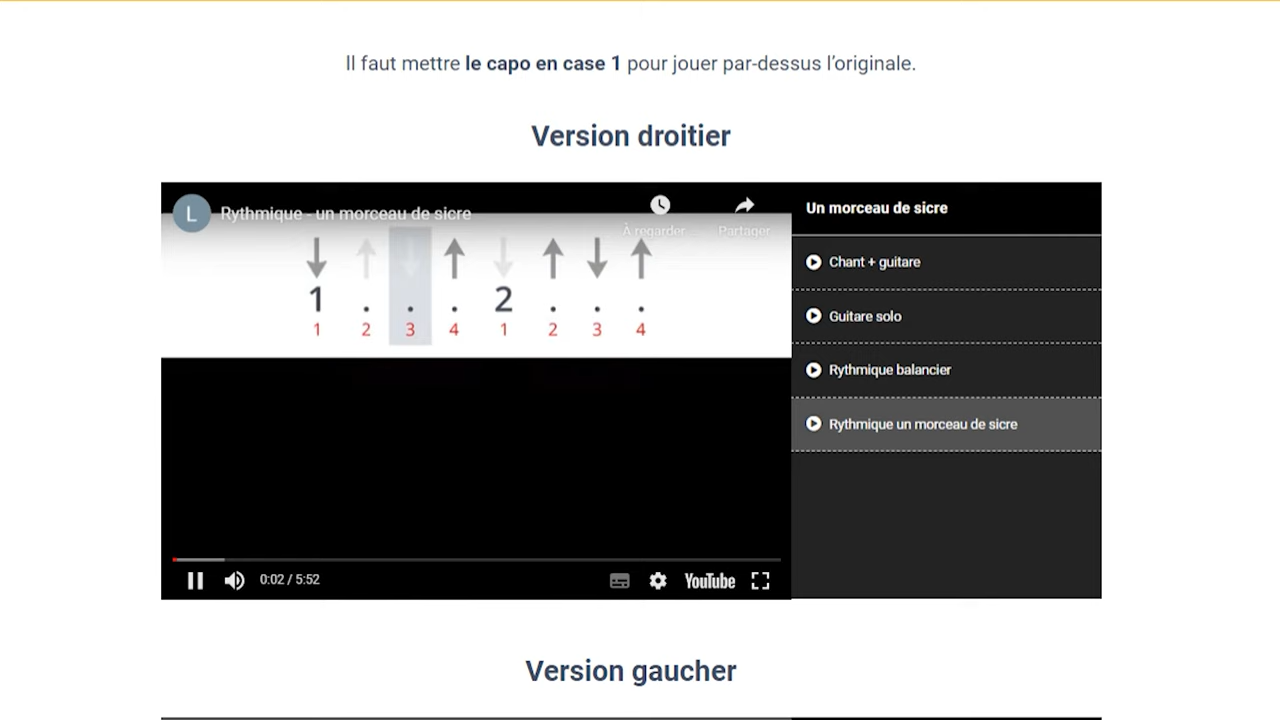 Il faut mettre le capo en case 1 pour jouer par-dessus l’originale.
Version droitier
L
Rythmique - un morceau de sicre
À regarder
Partager
1 . . . 2 . . .
1 2 3 4 1 2 3 4
0:02 / 5:52
YouTube
Un morceau de sicre
Chant + guitare
Guitare solo
Rythmique balancier
Rythmique un morceau de sicre
Version gaucher